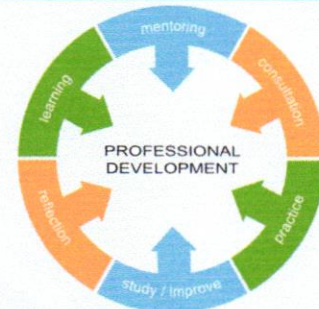 mentoring
consultation
practice
study / improve
reflection
learning
PROFESSIONAL
DEVELOPMENT